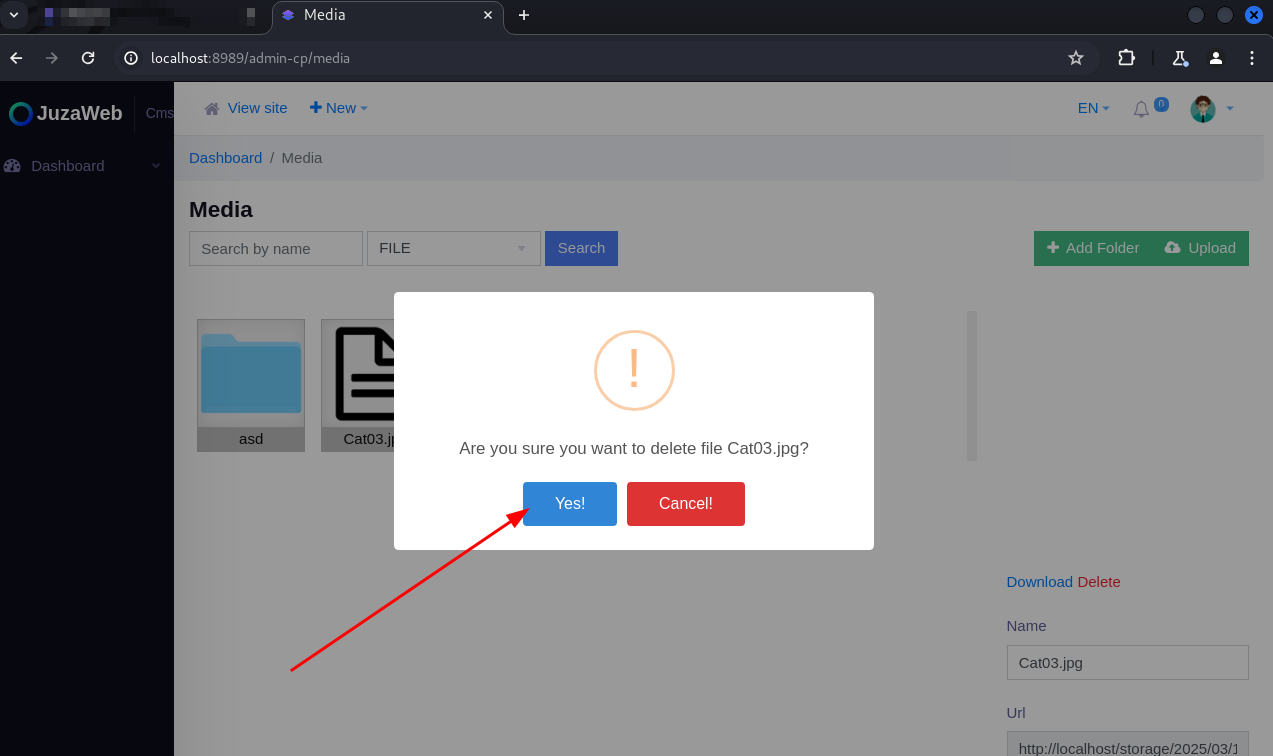 Media
localhost:8989/admin-cp/media
JuzaWeb
Cms
View site
New
EN
0
Dashboard
Dashboard / Media
Media
Search by name
FILE
Search
Add Folder
Upload
asd
Cat03.jp
!
Are you sure you want to delete file Cat03.jpg?
Yes!
Cancel!
Download Delete
Name
Cat03.jpg
Url
http://localhost/storage/2025/03/1